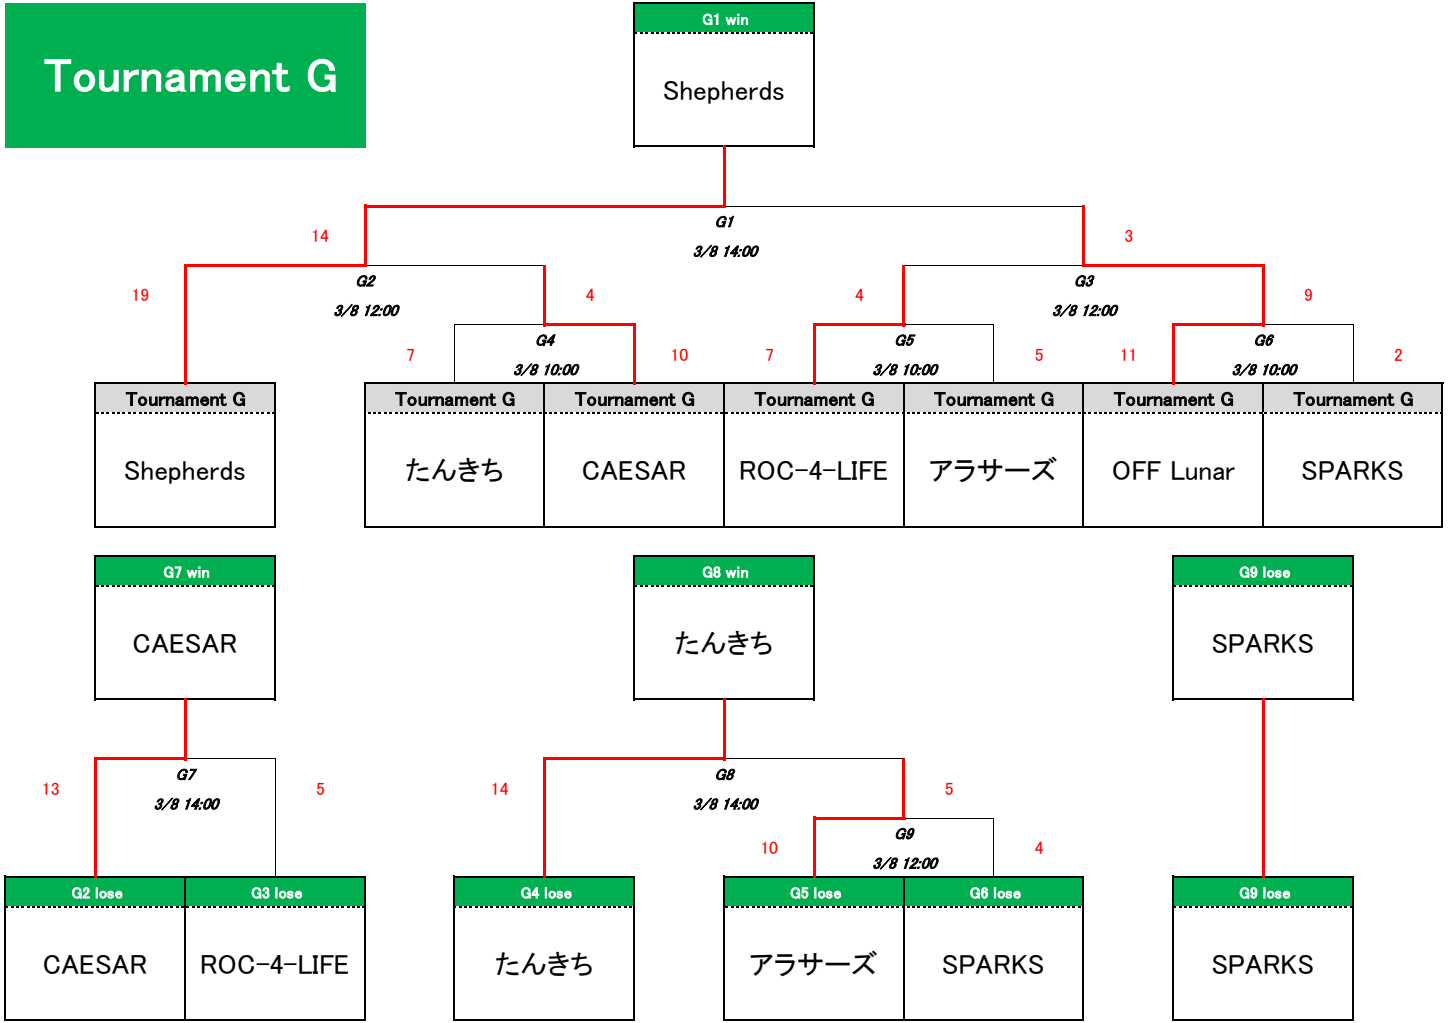 Tournament G
G1 win
Shepherds
G1
14
3
3/8 14:00
G2
G3
19
4
4
9
3/8 12:00
3/8 12:00
G4
G5
G6
7
10
7
5
11
2
3/8 10:00
3/8 10:00
3/8 10:00
Tournament G
Tournament G
Tournament G
Tournament G
Tournament G
Tournament G
Tournament G
Shepherds
たんきち
CAESAR
ROC-4-LIFE
アラサーズ
OFF Lunar
SPARKS
G7 win
G8 win
G9 lose
CAESAR
たんきち
SPARKS
G7
G8
13
5
14
5
3/8 14:00
3/8 14:00
G9
10
4
3/8 12:00
G2 lose
G3 lose
G4 lose
G5 lose
G6 lose
G9 lose
CAESAR
ROC-4-LIFE
たんきち
アラサーズ
SPARKS
SPARKS